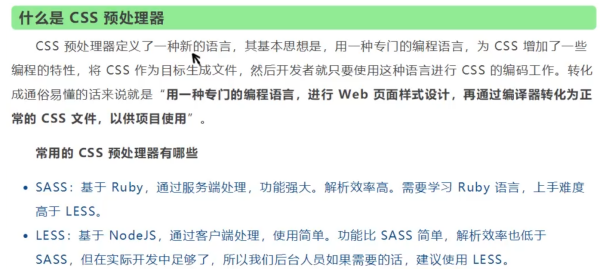 什么是 CSS 预处理器
CSS 预处理器定义了一种新的语言，其基本思想是，用一种专门的编程语言，为 CSS 增加了一些
编程的特性，将 CSS 作为目标生成文件，然后开发者就只要使用这种语言进行 CSS 的编码工作。转化
成通俗易懂的话来说就是“用一种专门的编程语言，进行 Web 页面样式设计，再通过编译器转化为正
常的 CSS 文件，以供项目使用”。
常用的 CSS 预处理器有哪些
• SASS：基于 Ruby，通过服务端处理，功能强大。解析效率高。需要学习 Ruby 语言，上手难度
高于 LESS。
• LESS：基于 NodeJS，通过客户端处理，使用简单。功能比 SASS 简单，解析效率也低于
SASS，但在实际开发中足够了，所以我们后台人员如果需要的话，建议使用 LESS。